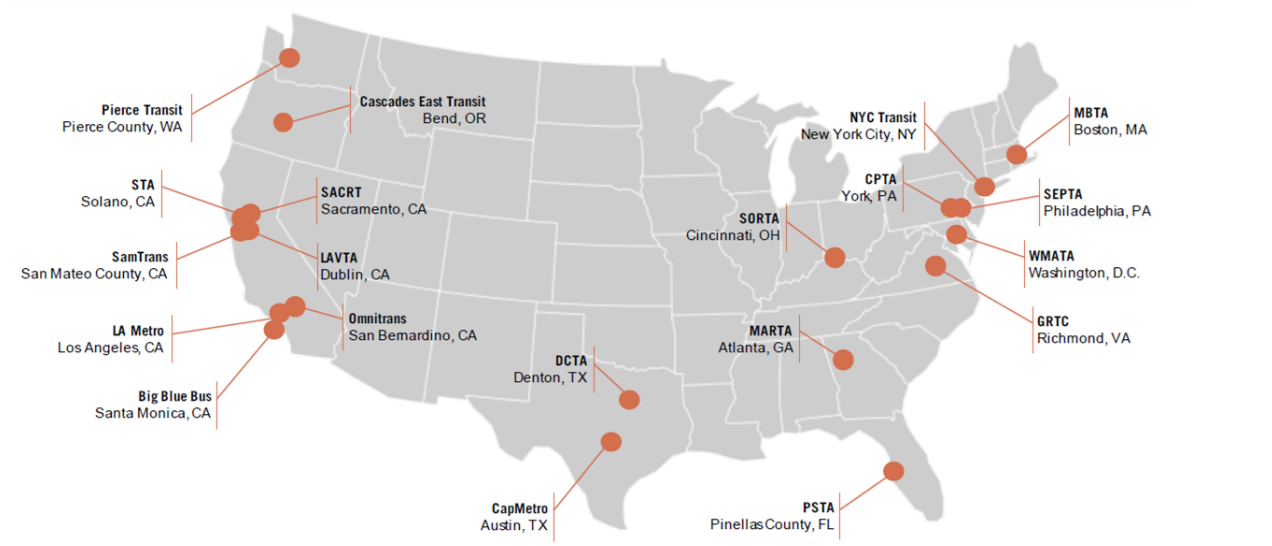 Pierce Transit
Pierce County, WA
Cascades East Transit
Bend, OR
STA
Solano, CA
SACRT
Sacramento, CA
SamTrans
San Mateo County, CA
LAVTA
Dublin, CA
LA Metro
Los Angeles, CA
Omnitrans
San Bernardino, CA
Big Blue Bus
Santa Monica, CA
DCTA
Denton, TX
CapMetro
Austin, TX
SORTA
Cincinnati, OH
MARTA
Atlanta, GA
PSTA
Pinellas County, FL
NYC Transit
New York City, NY
CPTA
York, PA
MBTA
Boston, MA
SEPTA
Philadelphia, PA
WMATA
Washington, D.C.
GRTC
Richmond, VA